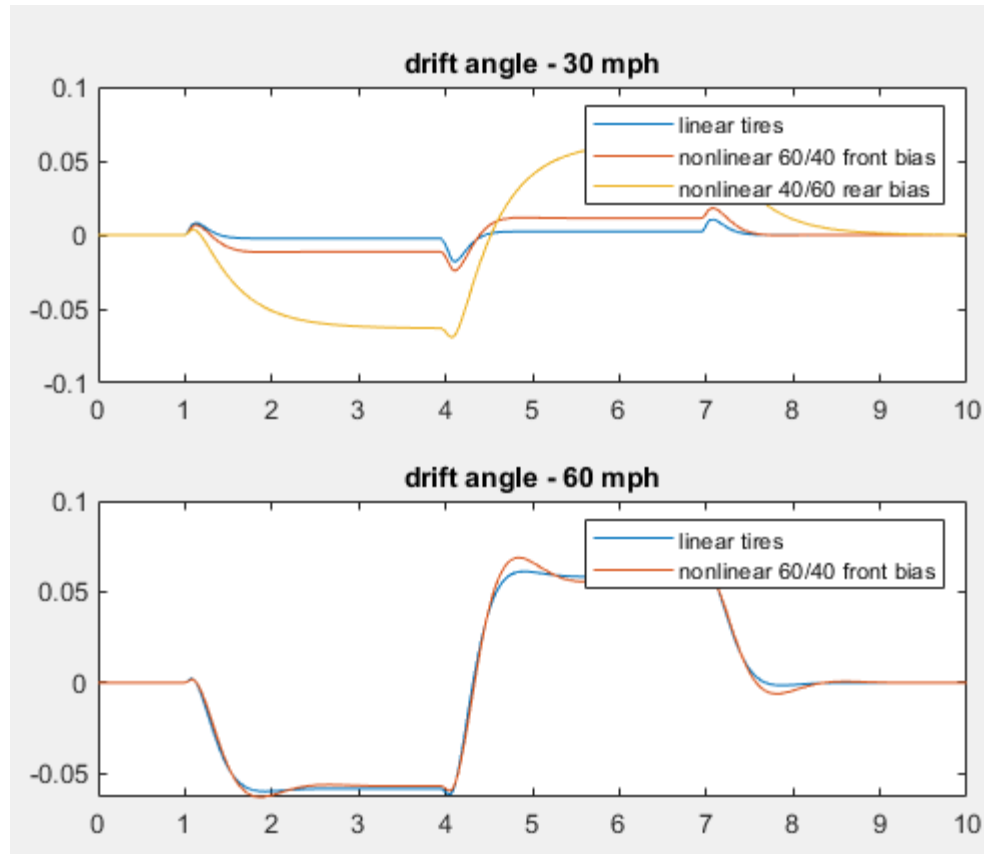 drift angle - 30 mph
0.1
0.05
0
-0.05
-0.1
linear tires
nonlinear 60/40 front bias
nonlinear 40/60 rear bias
0 1 2 3 4 5 6 7 8 9 10
drift angle - 60 mph
0.1
0.05
0
-0.05
linear tires
nonlinear 60/40 front bias
0 1 2 3 4 5 6 7 8 9 10